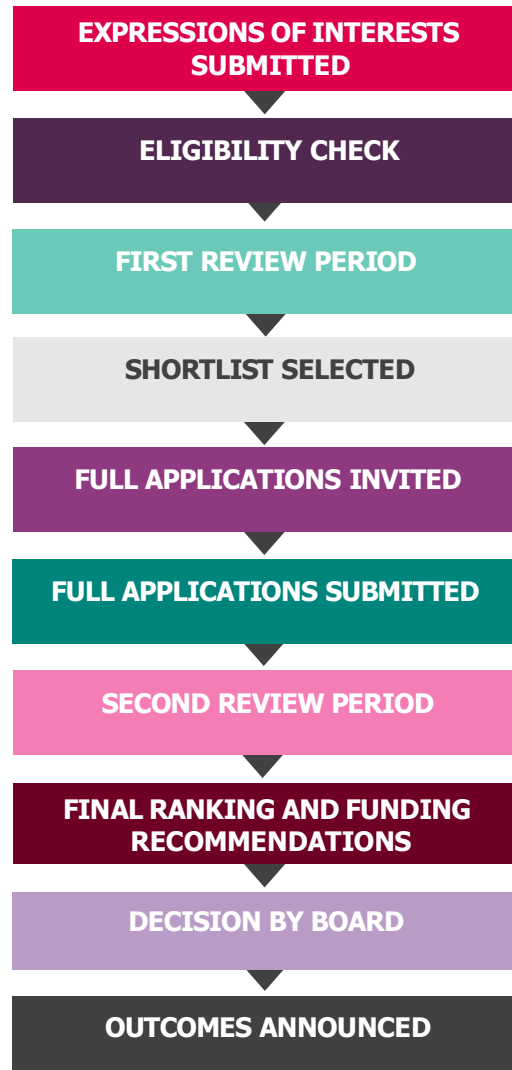 EXPRESSIONS OF INTERESTS
SUBMITTED
ELIGIBILITY CHECK
FIRST REVIEW PERIOD
SHORTLIST SELECTED
FULL APPLICATIONS INVITED
FULL APPLICATIONS SUBMITTED
SECOND REVIEW PERIOD
FINAL RANKING AND FUNDING
RECOMMENDATIONS
DECISION BY BOARD
OUTCOMES ANNOUNCED